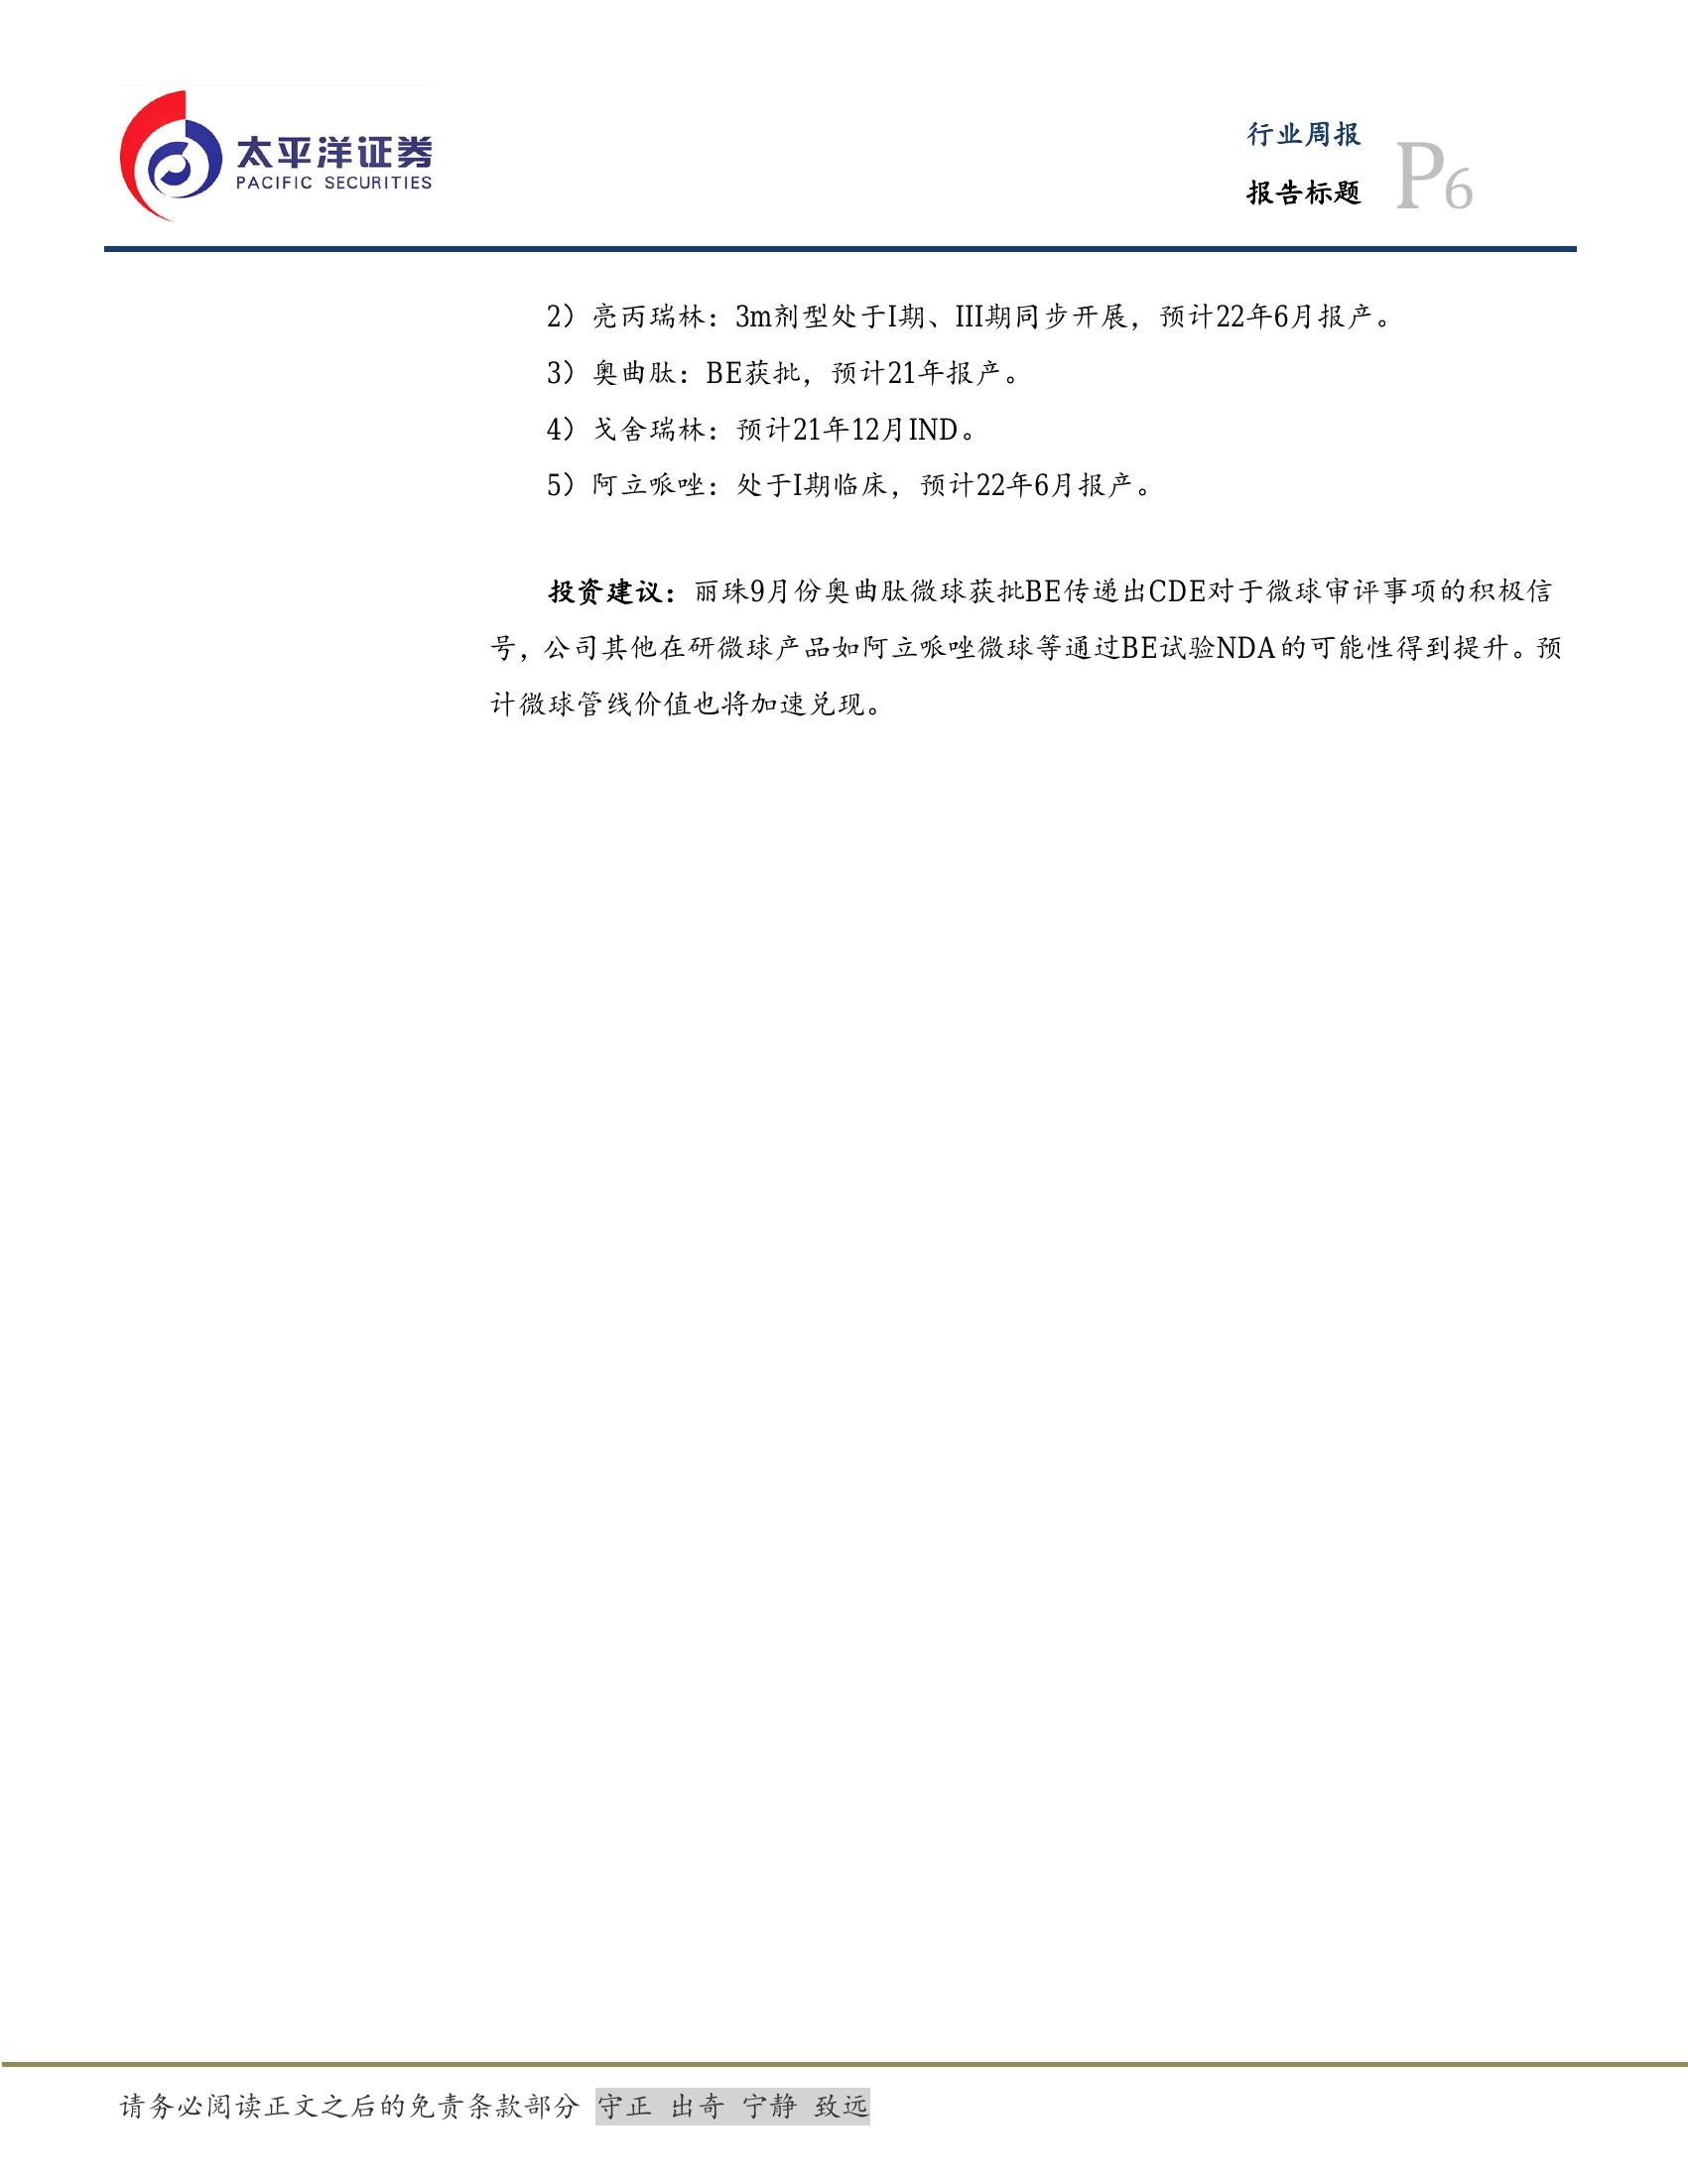 太平洋证券
PACIFIC SECURITIES
行业周报
报告标题
P6
2）亮丙瑞林：3m剂型处于I期、III期同步开展，预计22年6月报产。
3）奥曲肽：BE获批，预计21年报产。
4）戈舍瑞林：预计21年12月IND。
5）阿立哌唑：处于I期临床，预计22年6月报产。
投资建议：丽珠9月份奥曲肽微球获批BE传递出CDE对于微球审评事项的积极信
号，公司其他在研微球产品如阿立哌唑微球等通过BE试验NDA的可能性得到提升。预
计微球管线价值也将加速兑现。
请务必阅读正文之后的免责条款部分 守正 出奇 宁静 致远